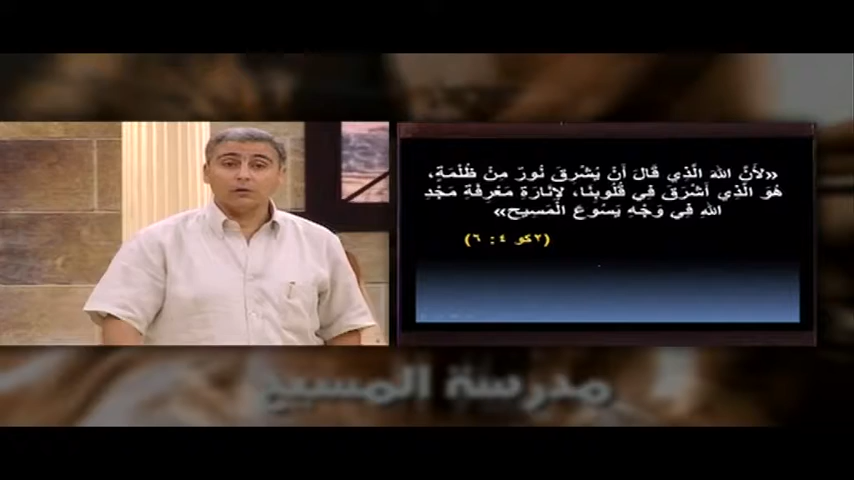 «لأَنَّ اللهَ الَّذِي قَالَ أَنْ يُشْرِقَ نُورٌ مِنْ ظُلْمَةٍ،
هُوَ الَّذِي أَشْرَقَ فِي قُلُوبِنَا، لإِنَارَةِ مَعْرِفَةِ مَجْدِ
اللهِ فِي وَجْهِ يَسُوعَ الْمَسِيحِ»
(٢كو ٤ : ٦)
مدرسة المسيح